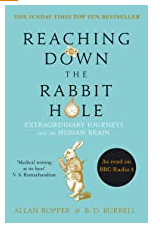 THE SUNDAY TIMES TOP TEN BESTSELLER
REACHING
DOWN
THE
RABBIT
HOLE
EXTRAORDINARY JOURNEYS
into the HUMAN BRAIN
'Medical writing
at its best'
V. S. Ramachandran
As read on
BBC Radio 4
ALLAN ROPPER & B. D. BURRELL